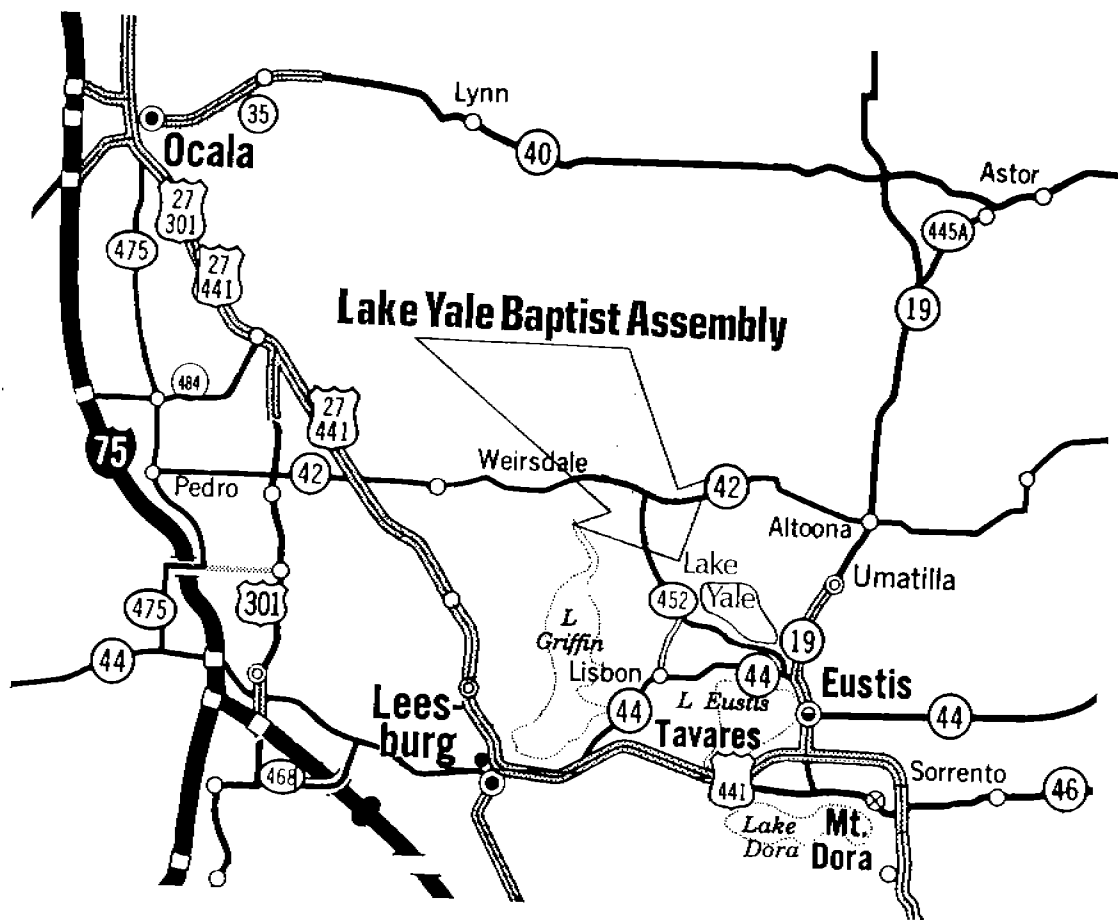 Lynn
35
Ocala
40
Astor
27
301
475
445A
27
441
19
Lake Yale Baptist Assembly
484
27
441
75
Weirsdale
42
42
Pedro
Altoona
Lake
Yale
Umatilla
475
301
452
L
Griffin
19
44
Lisbon
44
Eustis
L Eustis
Lees-
burg
44
Tavares
44
468
441
Sorrento
46
Lake
Dora
Mt.
Dora